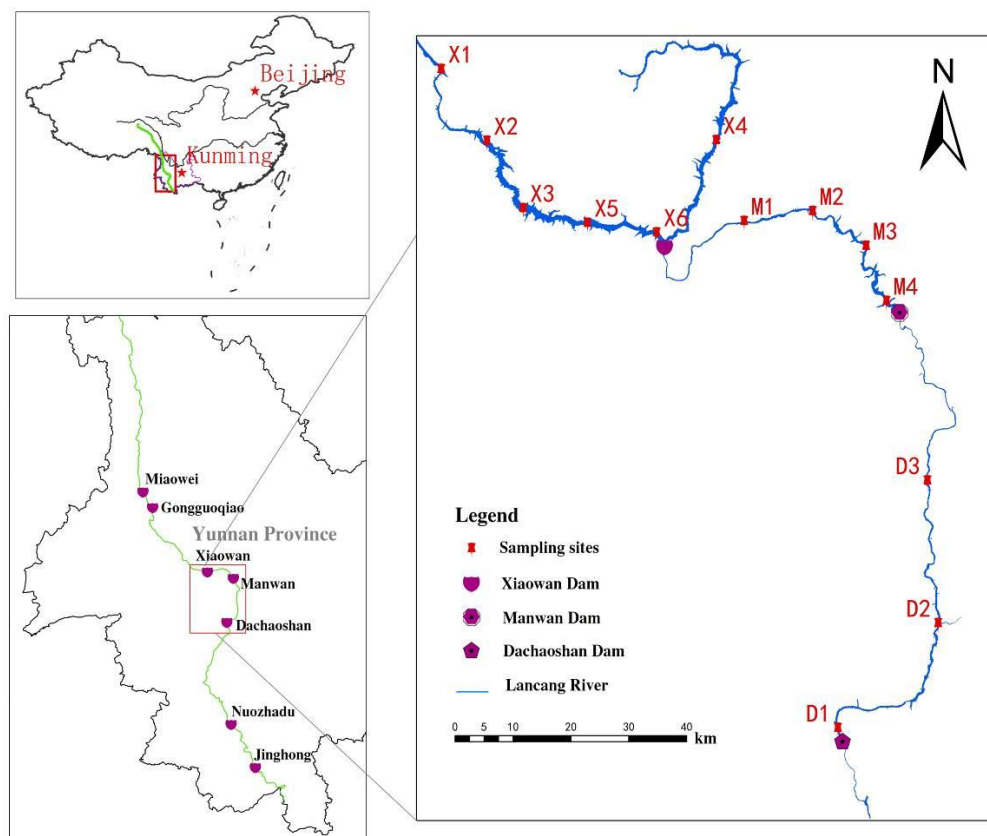 Beijing
Kunming
Miaowei
Gongguoqiao
Yunnan Province
Xiaowan
Manwan
Dachaoshan
Nuozhadu
Jinghong
X1
X2
X3
X5
X6
X4
M1
M2
M3
M4
D3
D2
D1
N
Legend
Sampling sites
Xiaowan Dam
Manwan Dam
Dachaoshan Dam
Lancang River
0 5 10 20 30 40
km